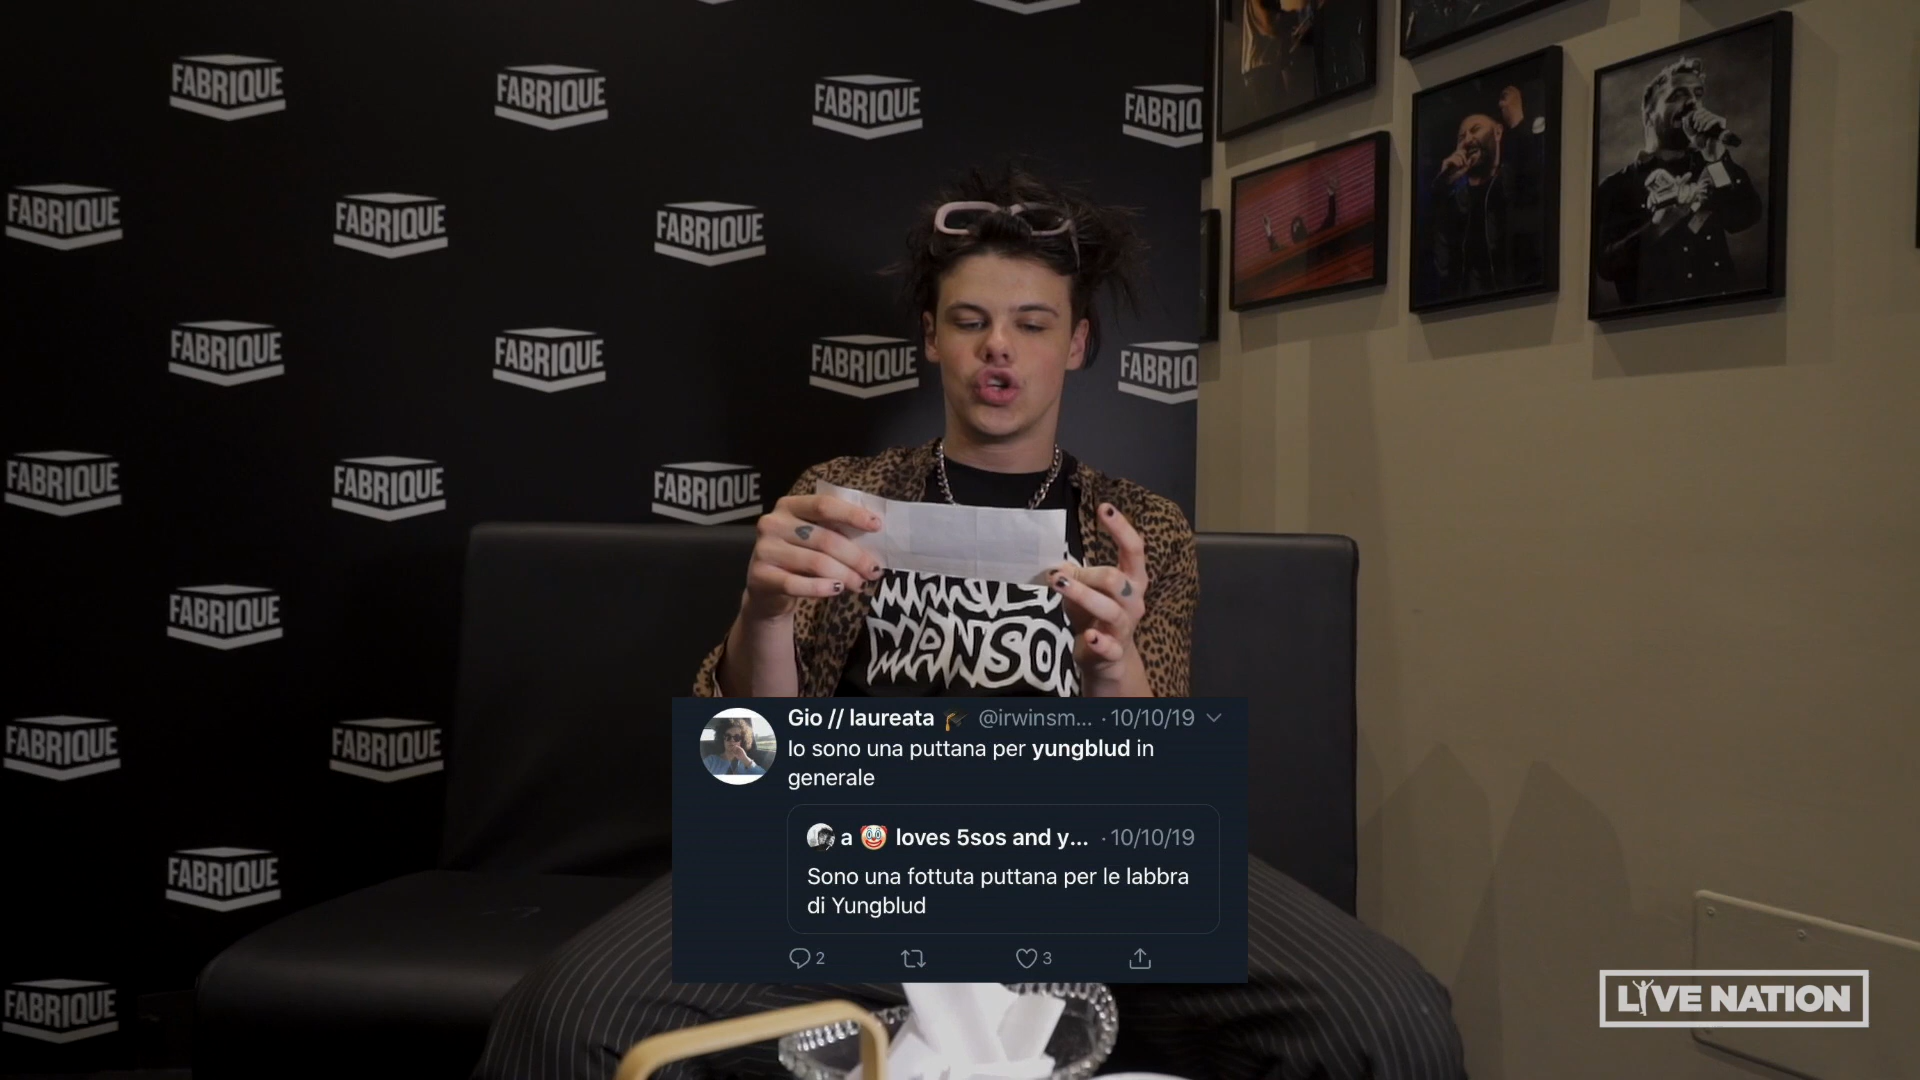 FABRIQUE
FABRIQUE
FABRIQUE
FABRIQ
FABRIQUE
FABRIQUE
FABRIQUE
FABRIQUE
FABRIQUE
FABRIQUE
FABRIQ
FABRIQUE
FABRIQUE
FABRIQUE
FABRIQUE
FABRIQUE
FABRIQUE
FABRIQUE
FABRIQUE
MANSON
Gio // laureata 🎓 @irwinsm... · 10/10/19
Io sono una puttana per yungblud in
generale
a 🤡 loves 5sos and y... · 10/10/19
Sono una fottuta puttana per le labbra
di Yungblud
2
3
LIVE NATION